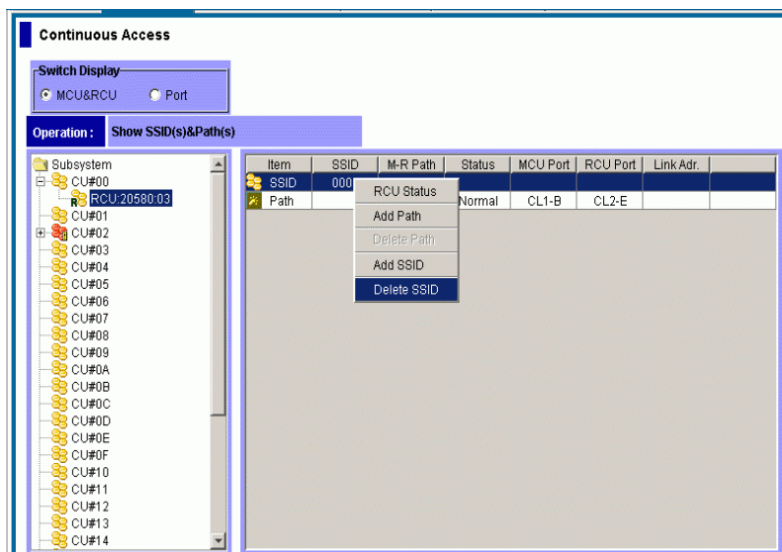 Continuous Access
Switch Display
MCU&RCU Port
Operation : Show SSID(s)&Path(s)
Subsystem
CU#00
RCU:20580:03
CU#01
CU#02
CU#03
CU#04
CU#05
CU#06
CU#07
CU#08
CU#09
CU#0A
CU#0B
CU#0C
CU#0D
CU#0E
CU#0F
CU#10
CU#11
CU#12
CU#13
CU#14
Item SSID M-R Path Status MCU Port RCU Port Link Adr.
SSID 000
Path Normal CL1-B CL2-E
RCU Status
Add Path
Delete Path
Add SSID
Delete SSID